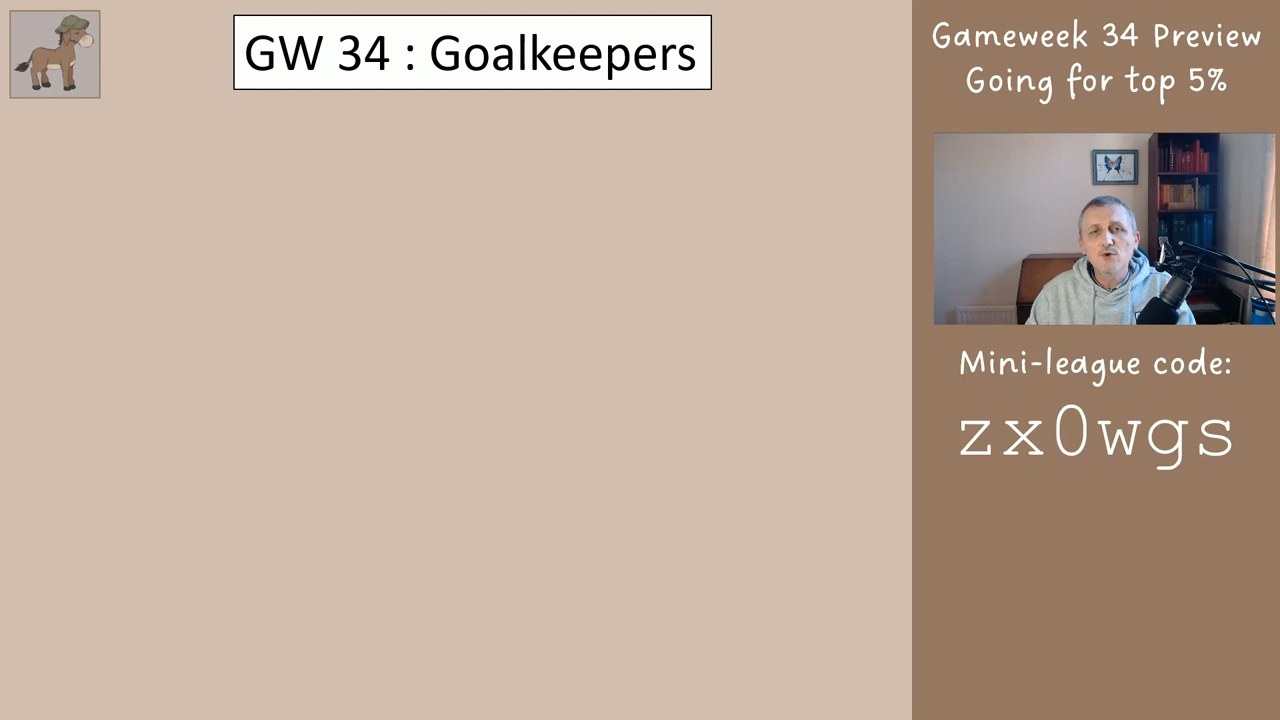 GW 34 : Goalkeepers
Gameweek 34 Preview
Going for top 5%
Mini-league code:
zx0wgs